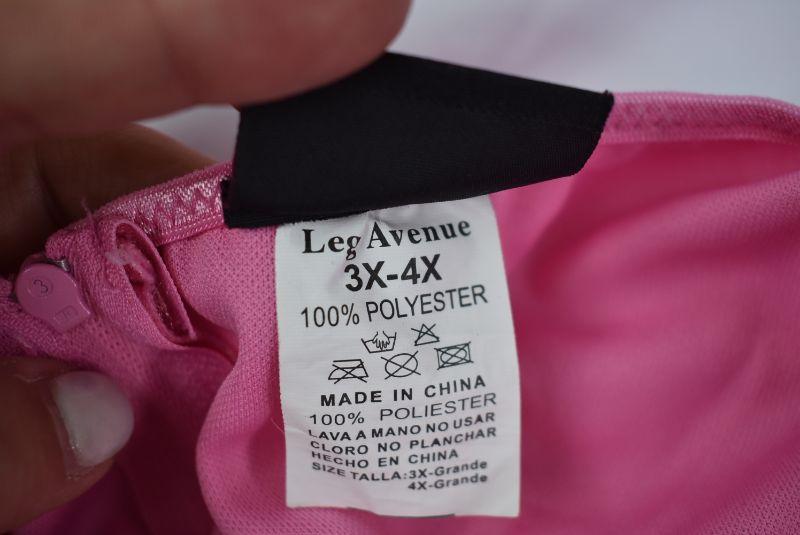 Leg Avenue
3X-4X
100% POLYESTER
MADE IN CHINA
100% POLIESTER
LAVA A MANO NO USAR
CLORO NO PLANCHAR
HECHO EN CHINA
SIZE TALLA: 3X-Grande
4X-Grande
3